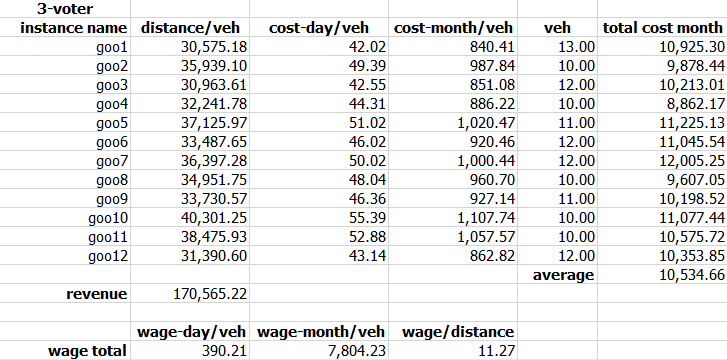 3-voter
instance name distance/veh cost-day/veh cost-month/veh veh total cost month
goo1 30,575.18 42.02 840.41 13.00 10,925.30
goo2 35,939.10 49.39 987.84 10.00 9,878.44
goo3 30,963.61 42.55 851.08 12.00 10,213.01
goo4 32,241.78 44.31 886.22 10.00 8,862.17
goo5 37,125.97 51.02 1,020.47 11.00 11,225.13
goo6 33,487.65 46.02 920.46 12.00 11,045.54
goo7 36,397.28 50.02 1,000.44 12.00 12,005.25
goo8 34,951.75 48.04 960.70 10.00 9,607.05
goo9 33,730.57 46.36 927.14 11.00 10,198.52
goo10 40,301.25 55.39 1,107.74 10.00 11,077.44
goo11 38,475.93 52.88 1,057.57 10.00 10,575.72
goo12 31,390.60 43.14 862.82 12.00 10,353.85
average 10,534.66
revenue 170,565.22
wage-day/veh wage-month/veh wage/distance
wage total 390.21 7,804.23 11.27